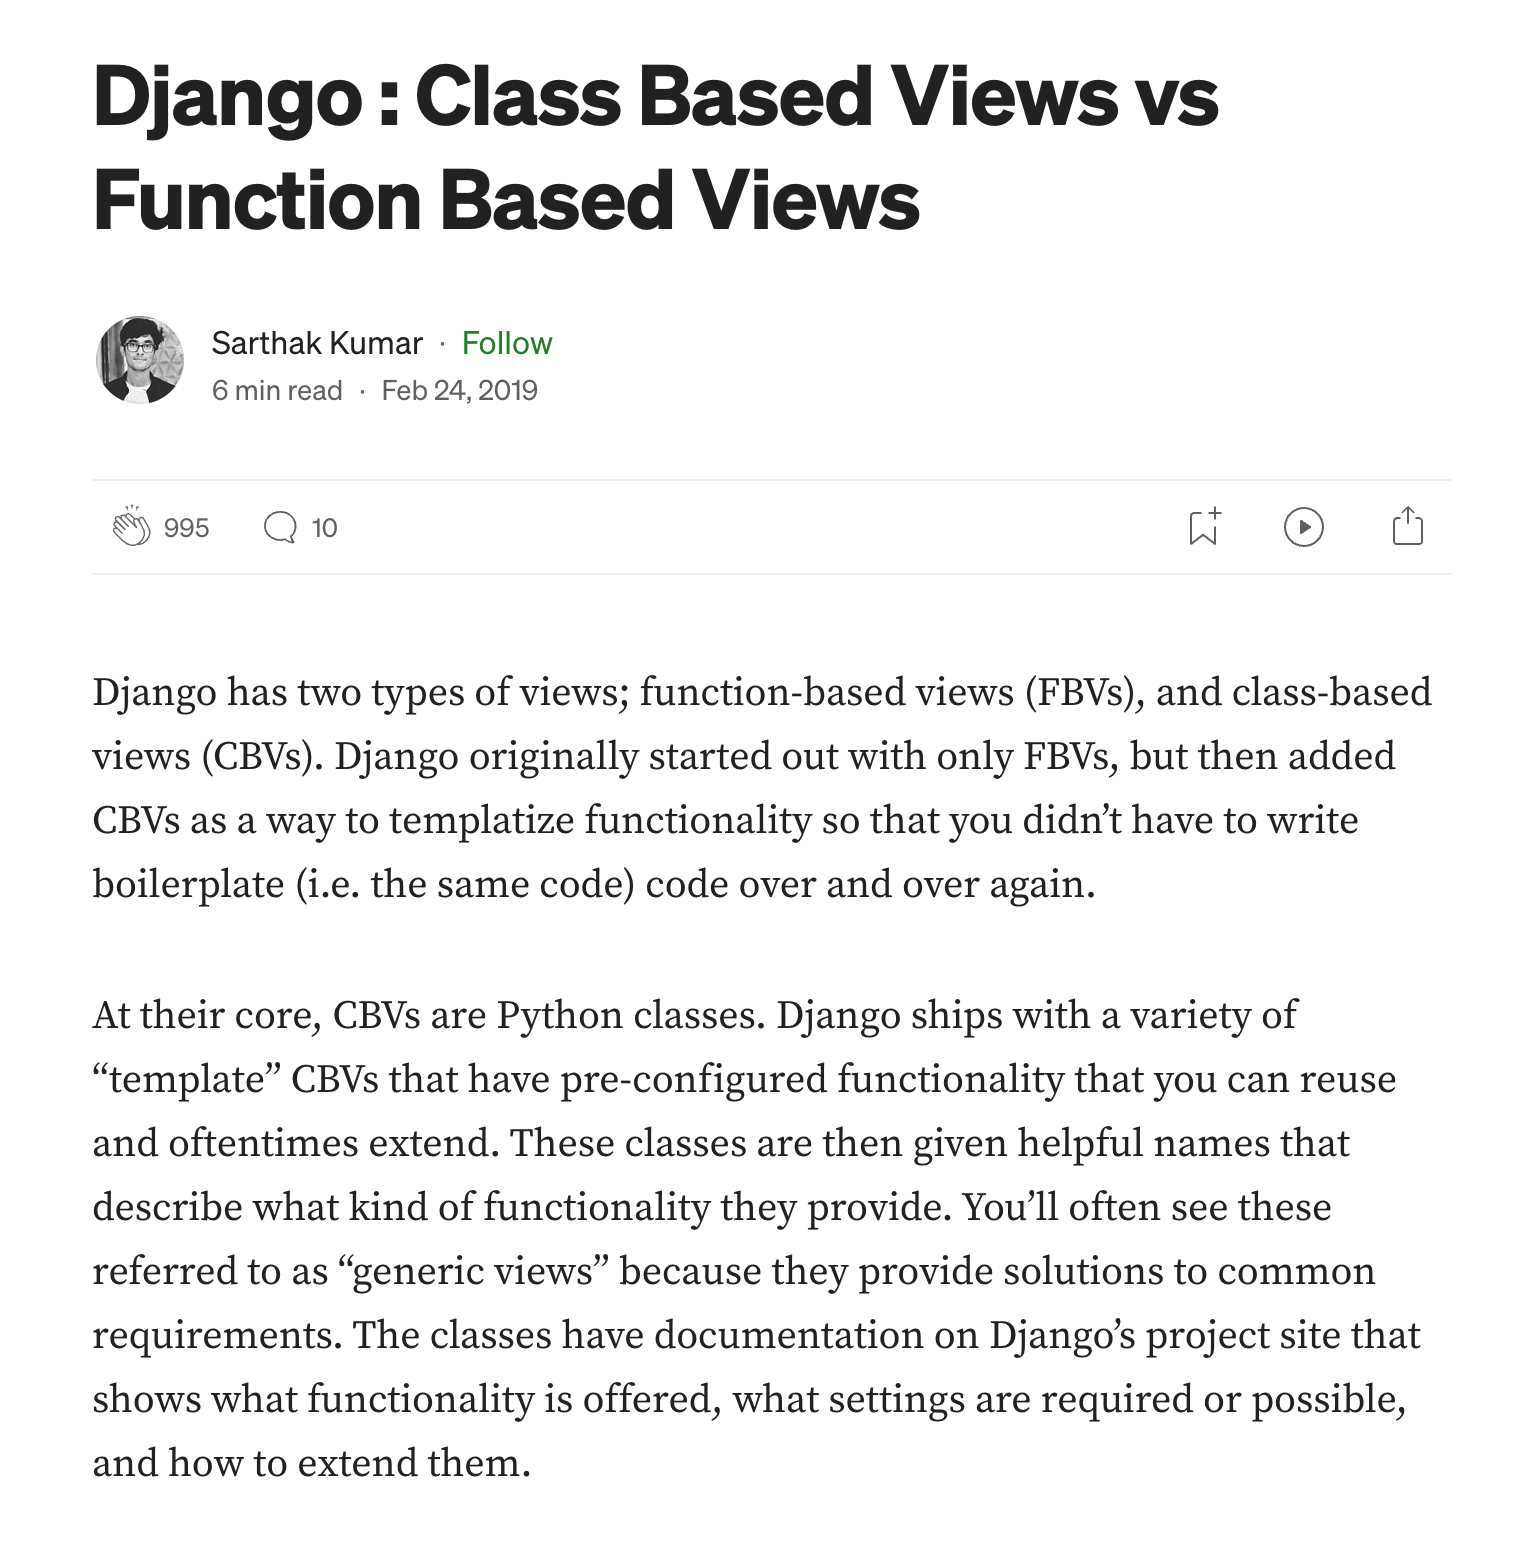 Django : Class Based Views vs
Function Based Views
Sarthak Kumar · Follow
6 min read · Feb 24, 2019
995 10
Django has two types of views; function-based views (FBVs), and class-based
views (CBVs). Django originally started out with only FBVs, but then added
CBVs as a way to templatize functionality so that you didn’t have to write
boilerplate (i.e. the same code) code over and over again.
At their core, CBVs are Python classes. Django ships with a variety of
“template” CBVs that have pre-configured functionality that you can reuse
and oftentimes extend. These classes are then given helpful names that
describe what kind of functionality they provide. You’ll often see these
referred to as “generic views” because they provide solutions to common
requirements. The classes have documentation on Django’s project site that
shows what functionality is offered, what settings are required or possible,
and how to extend them.